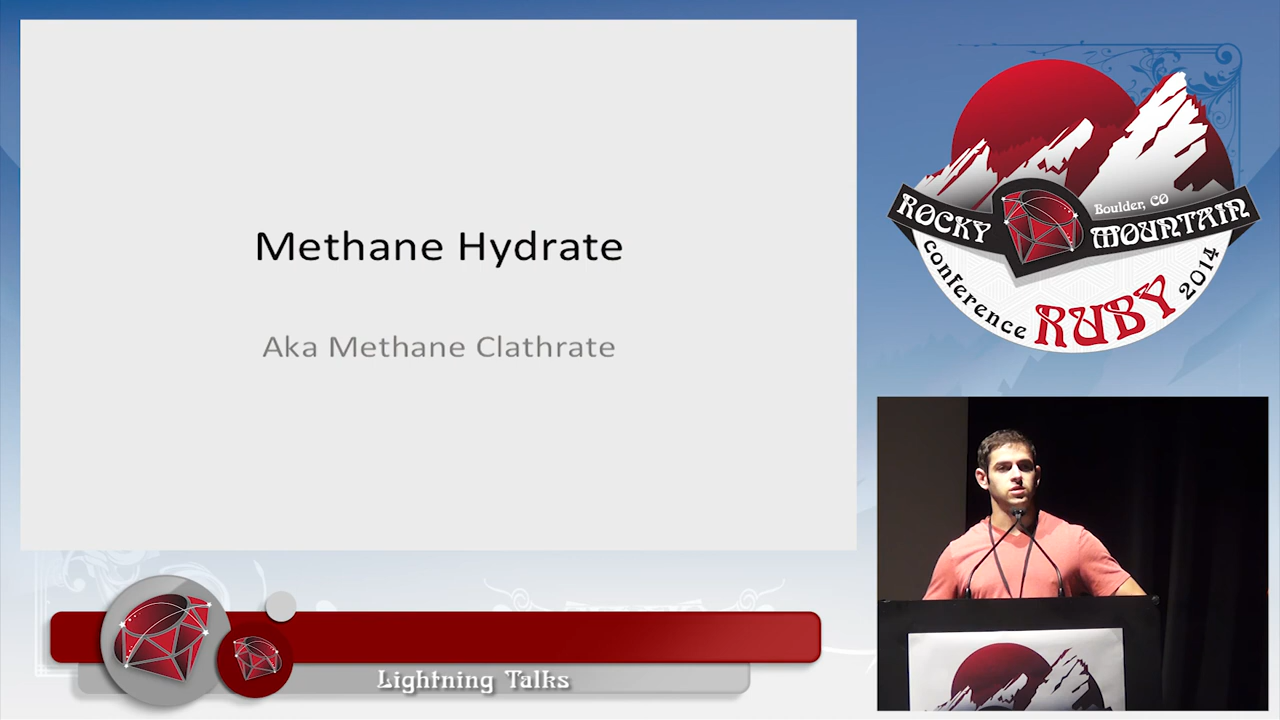 Methane Hydrate
Aka Methane Clathrate
ROCKY MOUNTAIN
Boulder, CO
conference RUBY 2014
Lightning Talks